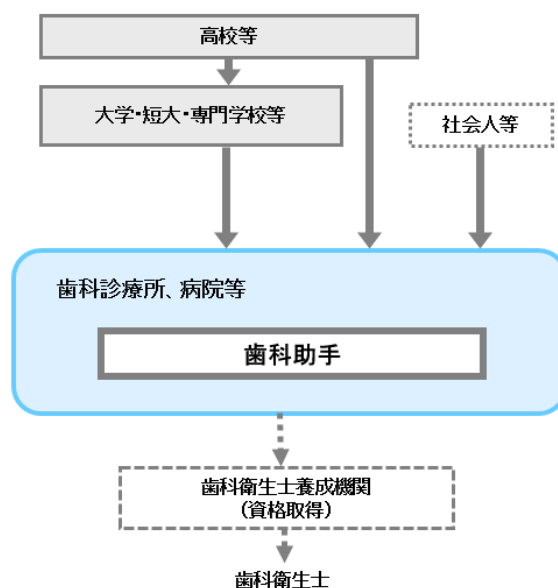 高校等
大学・短大・専門学校等
社会人等
歯科診療所、病院等
歯科助手
歯科衛生士養成機関
（資格取得）
歯科衛生士